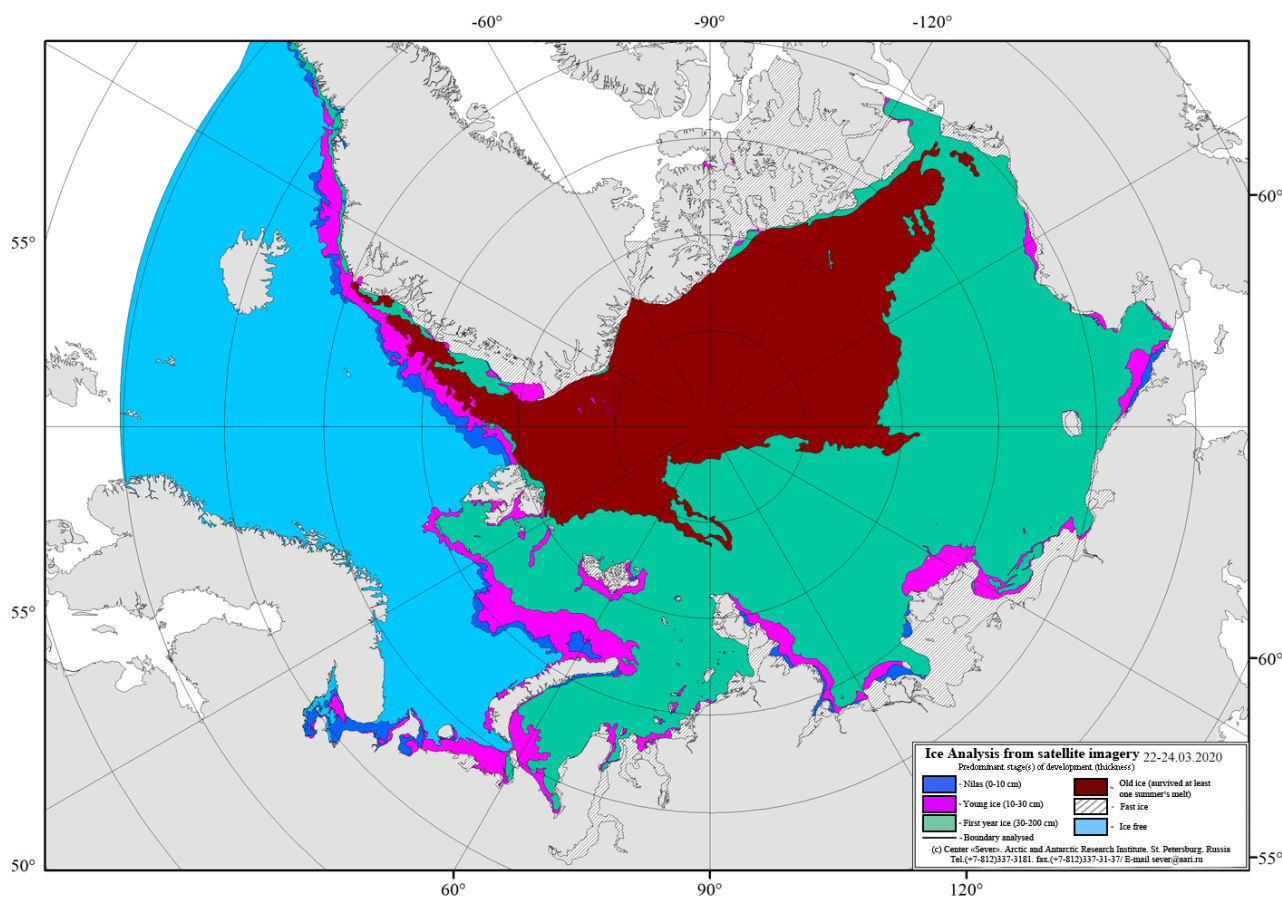 -60°
-90°
-120°
60°
55°
55°
60°
50°
55°
60°
90°
120°
Ice Analysis from satellite imagery 22-24.03.2020
Predominant stage(s) of development (thickness)
- Nilas (0-10 cm)
- Young ice (10-30 cm)
- First year ice (30-200 cm)
- Boundary analysed
- Old ice (survived at least
one summer's melt)
- Fast ice
- Ice free
(c) Center «Sever». Arctic and Antarctic Research Institute. St. Petersburg. Russia
Tel.(+7-812)337-3181. fax.(+7-812)337-31-37/ E-mail sever@aari.ru